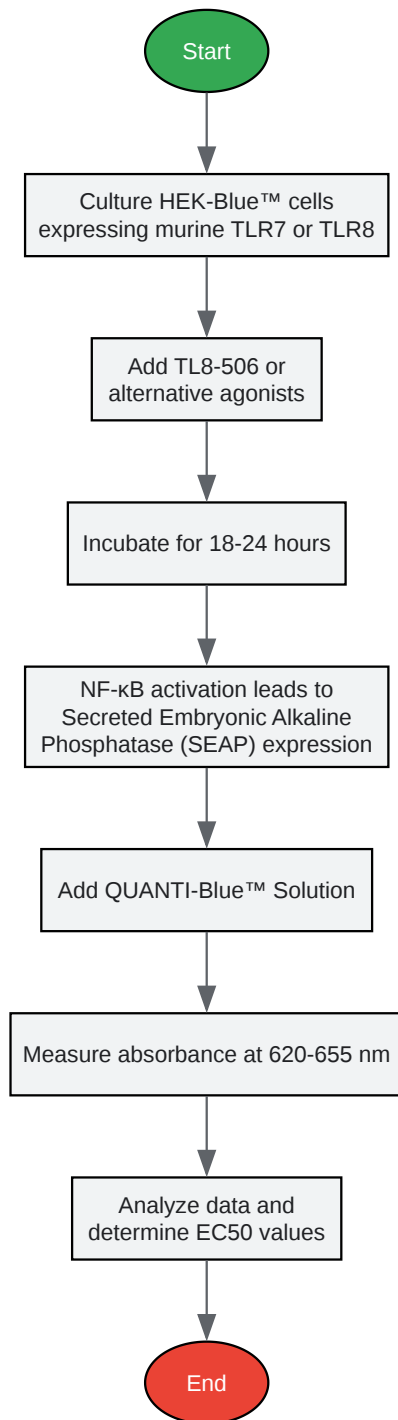 Start
Culture HEK-Blue™ cells
expressing murine TLR7 or TLR8
Add TL8-506 or
alternative agonists
Incubate for 18-24 hours
NF-κB activation leads to
Secreted Embryonic Alkaline
Phosphatase (SEAP) expression
Add QUANTI-Blue™ Solution
Measure absorbance at 620-655 nm
Analyze data and
determine EC50 values
End